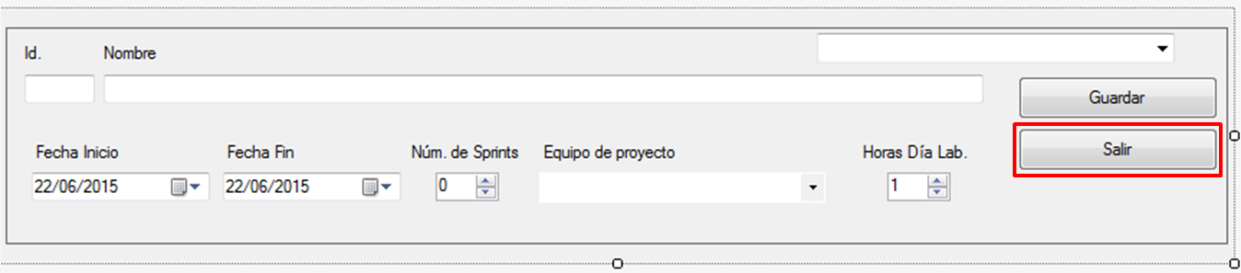 Id. Nombre
Guardar
Fecha Inicio Fecha Fin Núm. de Sprints Equipo de proyecto Horas Día Lab. Salir
22/06/2015 22/06/2015 0 1